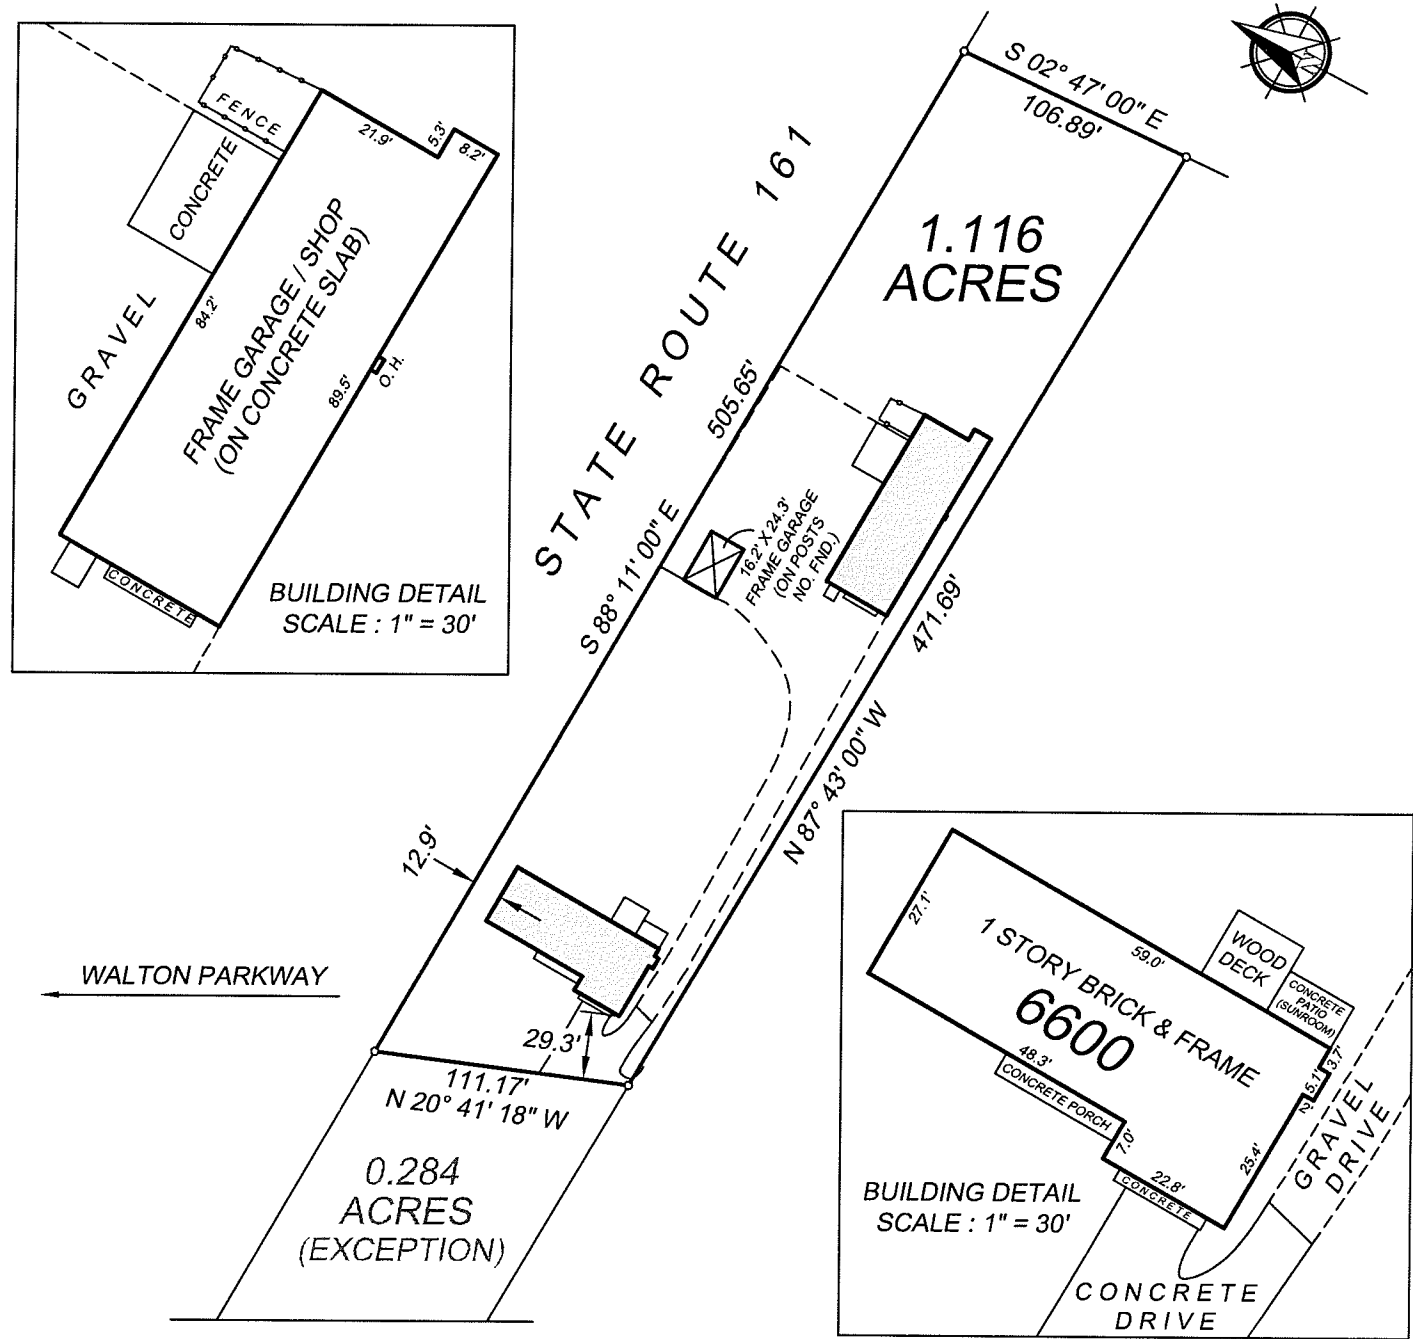 FENCE
21.9'
5.3'
8.2'
CONCRETE
GRAVEL
84.2'
FRAME GARAGE / SHOP
(ON CONCRETE SLAB)
89.5'
O. H.
CONCRETE
BUILDING DETAIL
SCALE : 1" = 30'
N
S 02° 47' 00" E
106.89'
1.116
ACRES
STATE ROUTE 161
505.65'
S 88° 11' 00" E
16.2' X 24.3'
FRAME GARAGE
(ON POSTS
NO. FND.)
471.69'
N 87° 43' 00" W
12.9'
WALTON PARKWAY
29.3'
111.17'
N 20° 41' 18" W
0.284
ACRES
(EXCEPTION)
27.1'
1 STORY BRICK & FRAME
6600
59.0'
WOOD
DECK
CONCRETE
PATIO
(SUNROOM)
3.7'
5.1'
2'
48.3'
CONCRETE PORCH
7.0'
22.8'
CONCRETE
25.4'
GRAVEL
DRIVE
BUILDING DETAIL
SCALE : 1" = 30'
CONCRETE
DRIVE